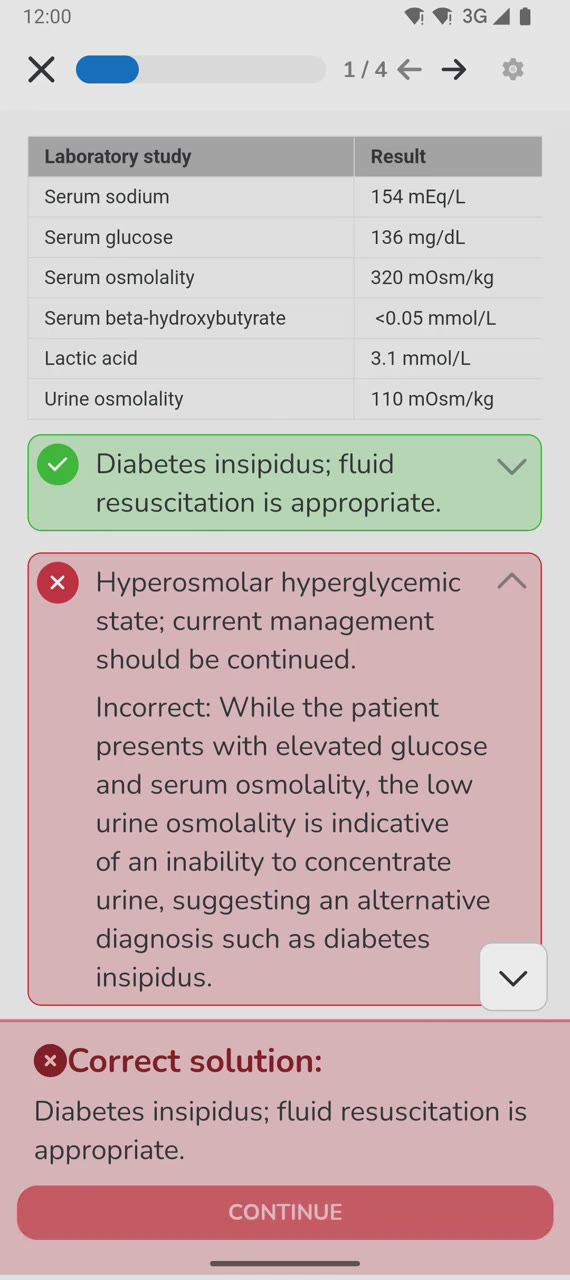 12:00
3G
1 / 4
Laboratory study Result
Serum sodium 154 mEq/L
Serum glucose 136 mg/dL
Serum osmolality 320 mOsm/kg
Serum beta-hydroxybutyrate <0.05 mmol/L
Lactic acid 3.1 mmol/L
Urine osmolality 110 mOsm/kg
Diabetes insipidus; fluid
resuscitation is appropriate.
Hyperosmolar hyperglycemic
state; current management
should be continued.
Incorrect: While the patient
presents with elevated glucose
and serum osmolality, the low
urine osmolality is indicative
of an inability to concentrate
urine, suggesting an alternative
diagnosis such as diabetes
insipidus.
Correct solution:
Diabetes insipidus; fluid resuscitation is
appropriate.
CONTINUE